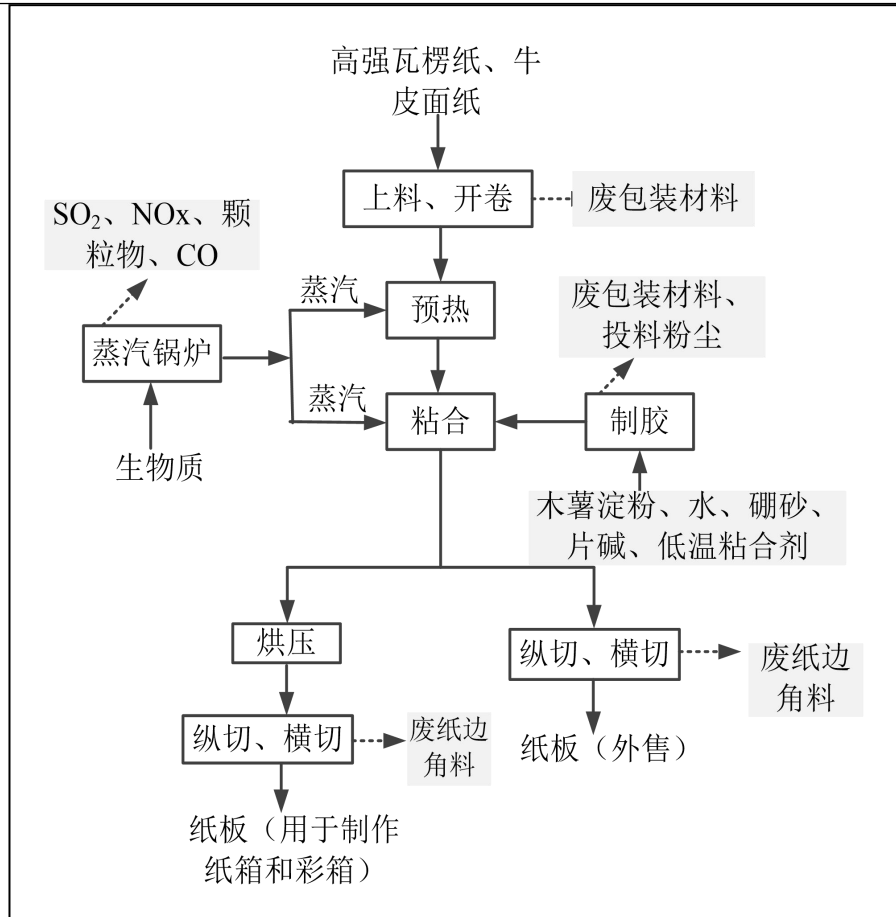 高强瓦楞纸、牛
皮面纸
上料、开卷
废包装材料
SO₂、NOx、颗
粒物、CO
蒸汽
预热
废包装材料、
投料粉尘
蒸汽锅炉
蒸汽
粘合
制胶
生物质
木薯淀粉、水、硼砂、
片碱、低温粘合剂
烘压
纵切、横切
废纸边
角料
纵切、横切
废纸边
角料
纸板（外售）
纸板（用于制作
纸箱和彩箱）